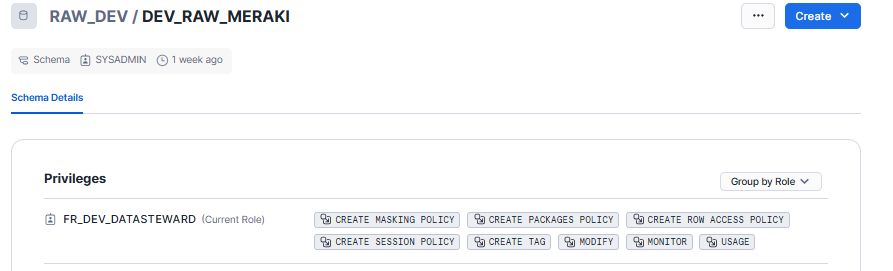 RAW_DEV / DEV_RAW_MERAKI
... Create
Schema SYSADMIN 1 week ago
Schema Details
Privileges
Group by Role
FR_DEV_DATASTEWARD (Current Role) CREATE MASKING POLICY CREATE PACKAGES POLICY CREATE ROW ACCESS POLICY
CREATE SESSION POLICY CREATE TAG MODIFY MONITOR USAGE